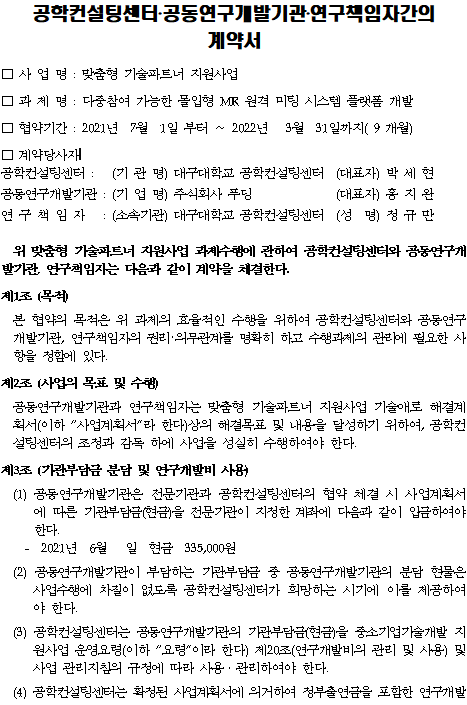 공학컨설팅센터·공동연구개발기관·연구책임자간의
계약서
□ 사 업 명 : 맞춤형 기술파트너 지원사업
□ 과 제 명 : 다중참여 가능한 몰입형 MR 원격 미팅 시스템 플랫폼 개발
□ 협약기간 : 2021년 7월 1일 부터 ~ 2022년 3월 31일까지( 9 개월)
□ 계약당사자
공학컨설팅센터 : (기 관 명) 대구대학교 공학컨설팅센터 (대표자) 박 세 현
공동연구개발기관 : (기 업 명) 주식회사 푸딩 (대표자) 홍 지 완
연 구 책 임 자 : (소속기관) 대구대학교 공학컨설팅센터 (성 명) 정 규 만
위 맞춤형 기술파트너 지원사업 과제수행에 관하여 공학컨설팅센터와 공동연구개
발기관, 연구책임자는 다음과 같이 계약을 체결한다.
제1조 (목적)
본 협약의 목적은 위 과제의 효율적인 수행을 위하여 공학컨설팅센터와 공동연구
개발기관, 연구책임자의 권리·의무관계를 명확히 하고 수행과제의 관리에 필요한 사
항을 정함에 있다.
제2조 (사업의 목표 및 수행)
공동연구개발기관과 연구책임자는 맞춤형 기술파트너 지원사업 기술애로 해결계
획서(이하 "사업계획서"라 한다)상의 해결목표 및 내용을 달성하기 위하여, 공학컨
설팅센터의 조정과 감독 하에 사업을 성실히 수행하여야 한다.
제3조 (기관부담금 분담 및 연구개발비 사용)
(1) 공동연구개발기관은 전문기관과 공학컨설팅센터의 협약 체결 시 사업계획서
에 따른 기관부담금(현금)을 전문기관이 지정한 계좌에 다음과 같이 입금하여야
한다.
- 2021년 6월 일 현금 335,000원
(2) 공동연구개발기관이 부담하는 기관부담금 중 공동연구개발기관의 분담 현물은
사업수행에 차질이 없도록 공학컨설팅센터가 희망하는 시기에 이를 제공하여
야 한다.
(3) 공학컨설팅센터는 공동연구개발기관의 기관부담금(현금)을 중소기업기술개발 지
원사업 운영요령(이하 "요령"이라 한다) 제20조(연구개발비의 관리 및 사용) 및
사업 관리지침의 규정에 따라 사용·관리하여야 한다.
(4) 공학컨설팅센터는 확정된 사업계획서에 의거하여 정부출연금을 포함한 연구개발